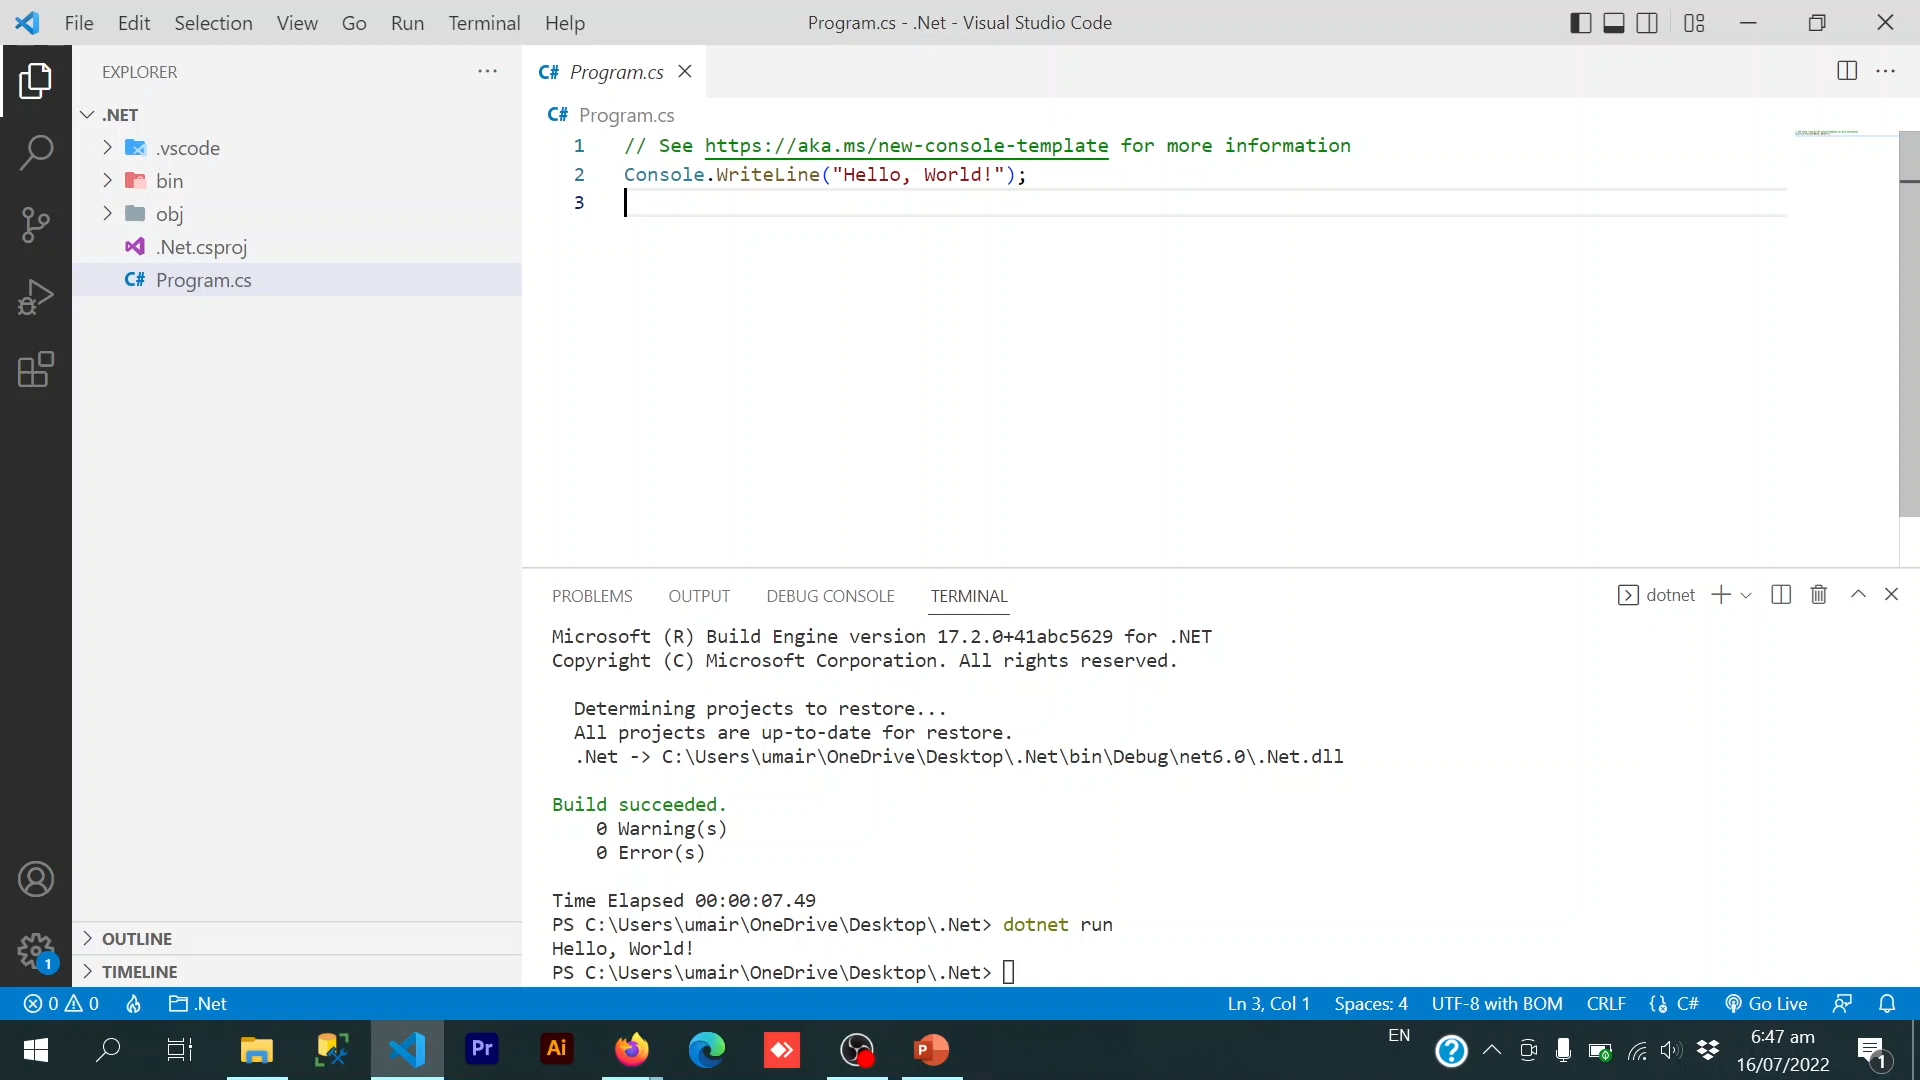 File Edit Selection View Go Run Terminal Help
Program.cs - .Net - Visual Studio Code
EXPLORER
.NET
.vscode
bin
obj
.Net.csproj
C# Program.cs
OUTLINE
TIMELINE
C# Program.cs
C# Program.cs
1 // See https://aka.ms/new-console-template for more information
2 Console.WriteLine("Hello, World!");
3
PROBLEMS OUTPUT DEBUG CONSOLE TERMINAL
dotnet
Microsoft (R) Build Engine version 17.2.0+41abc5629 for .NET
Copyright (C) Microsoft Corporation. All rights reserved.
Determining projects to restore...
All projects are up-to-date for restore.
.Net -> C:\Users\umair\OneDrive\Desktop\.Net\bin\Debug\net6.0\.Net.dll
Build succeeded.
0 Warning(s)
0 Error(s)
Time Elapsed 00:00:07.49
PS C:\Users\umair\OneDrive\Desktop\.Net> dotnet run
Hello, World!
PS C:\Users\umair\OneDrive\Desktop\.Net>
1
0 0 .Net
Ln 3, Col 1 Spaces: 4 UTF-8 with BOM CRLF C# Go Live
Pr Ai P
EN
6:47 am
16/07/2022
1